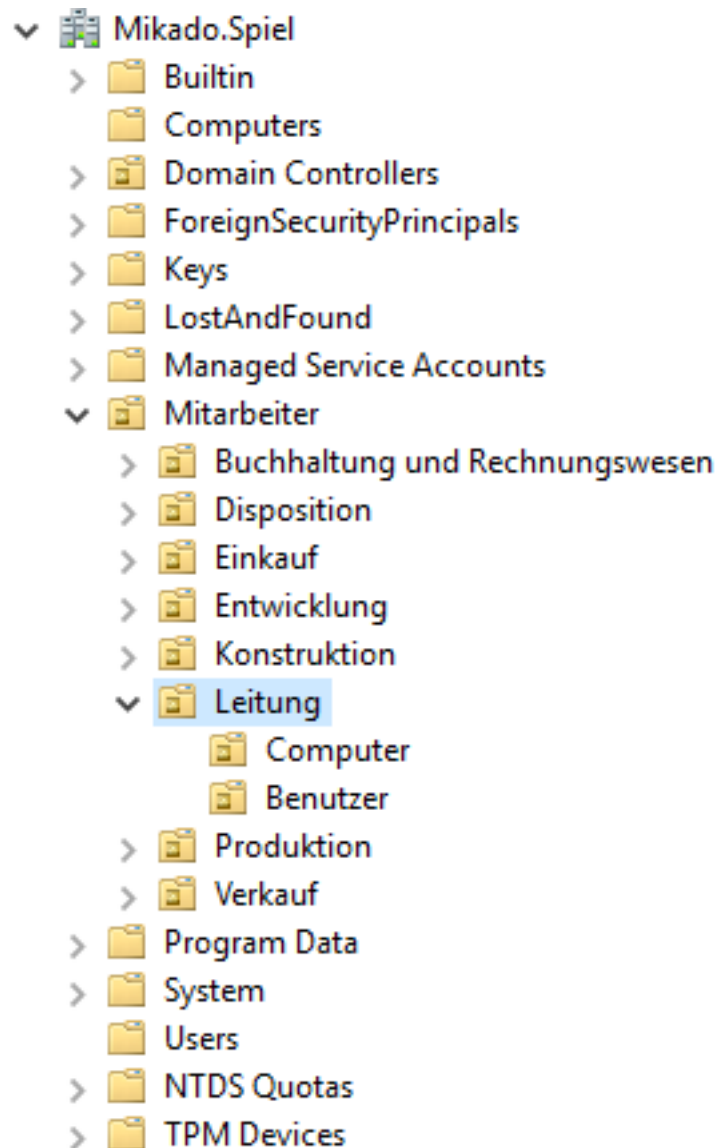 Mikado.Spiel
Builtin
Computers
Domain Controllers
ForeignSecurityPrincipals
Keys
LostAndFound
Managed Service Accounts
Mitarbeiter
Buchhaltung und Rechnungswesen
Disposition
Einkauf
Entwicklung
Konstruktion
Leitung
Computer
Benutzer
Produktion
Verkauf
Program Data
System
Users
NTDS Quotas
TPM Devices